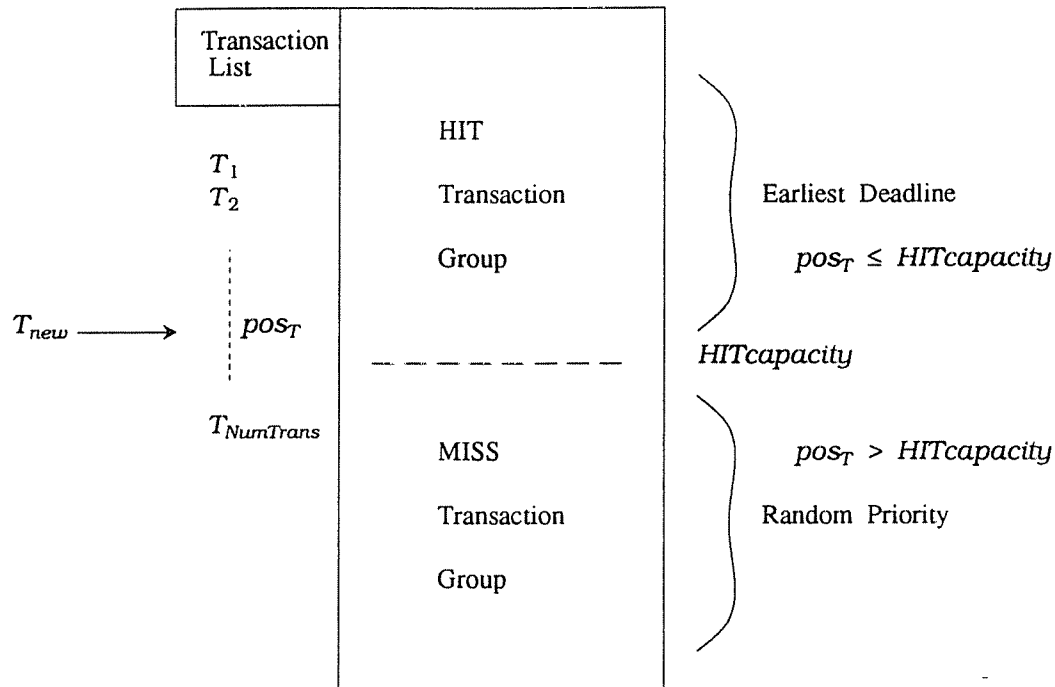 Transaction
List
HIT
T1
T2
Transaction
Earliest Deadline
Group
posT ≤ HITcapacity
Tnew
posT
HITcapacity
TNumTrans
MISS
posT > HITcapacity
Transaction
Random Priority
Group